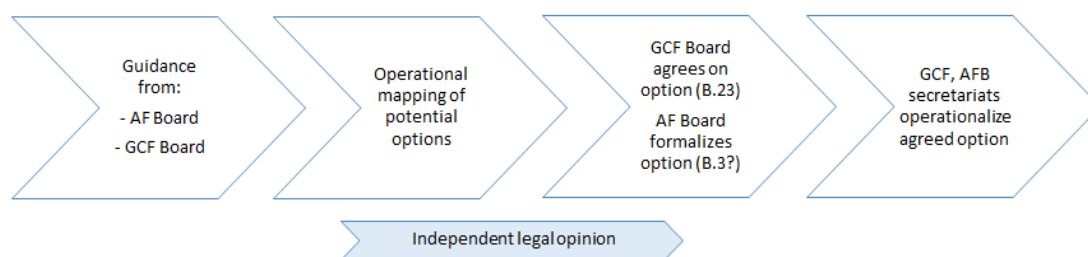 Guidance
from:
- AF Board
- GCF Board
Operational
mapping of
potential
options
GCF Board
agrees on
option (B.23)
AF Board
formalizes
option (B.3?)
GCF, AFB
secretariats
operationalize
agreed option
Independent legal opinion